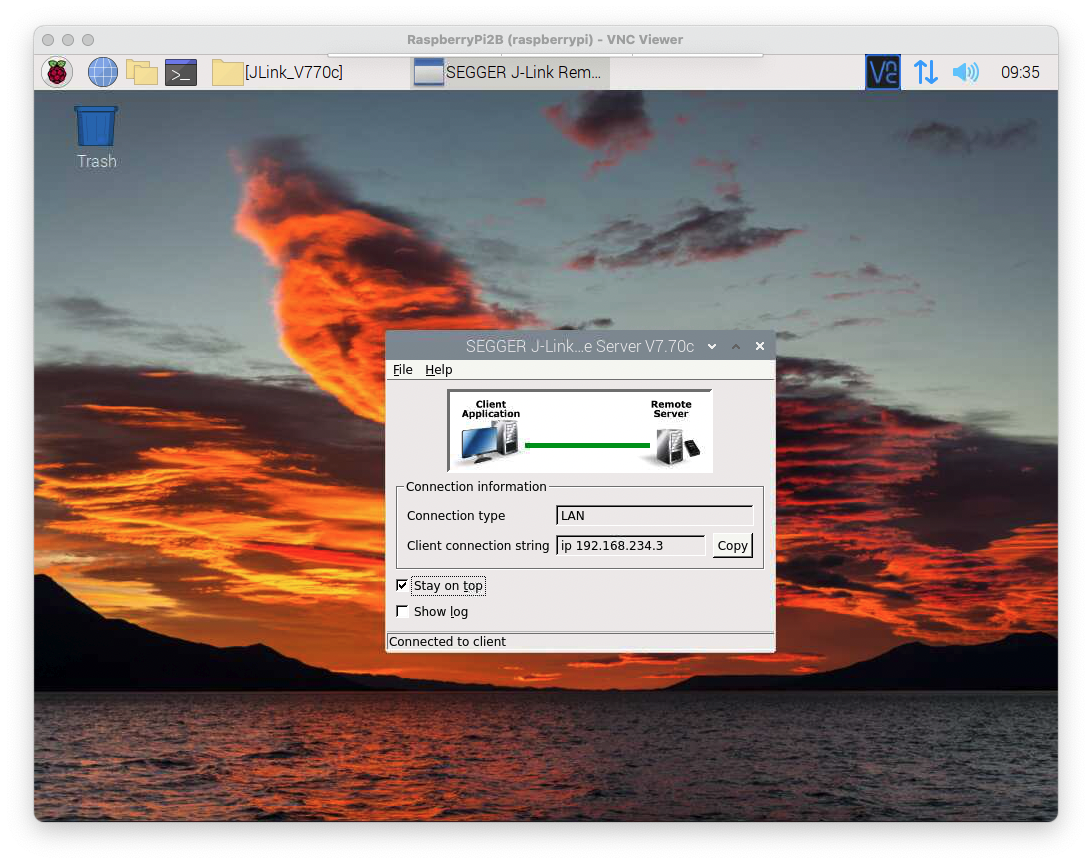 RaspberryPi2B (raspberrypi) - VNC Viewer
>_ [JLink_V770c] SEGGER J-Link Rem... VNC 09:35
Trash
SEGGER J-Link...e Server V7.70c
File Help
Client
Application
Remote
Server
Connection information
Connection type LAN
Client connection string ip 192.168.234.3 Copy
Stay on top
Show log
Connected to client